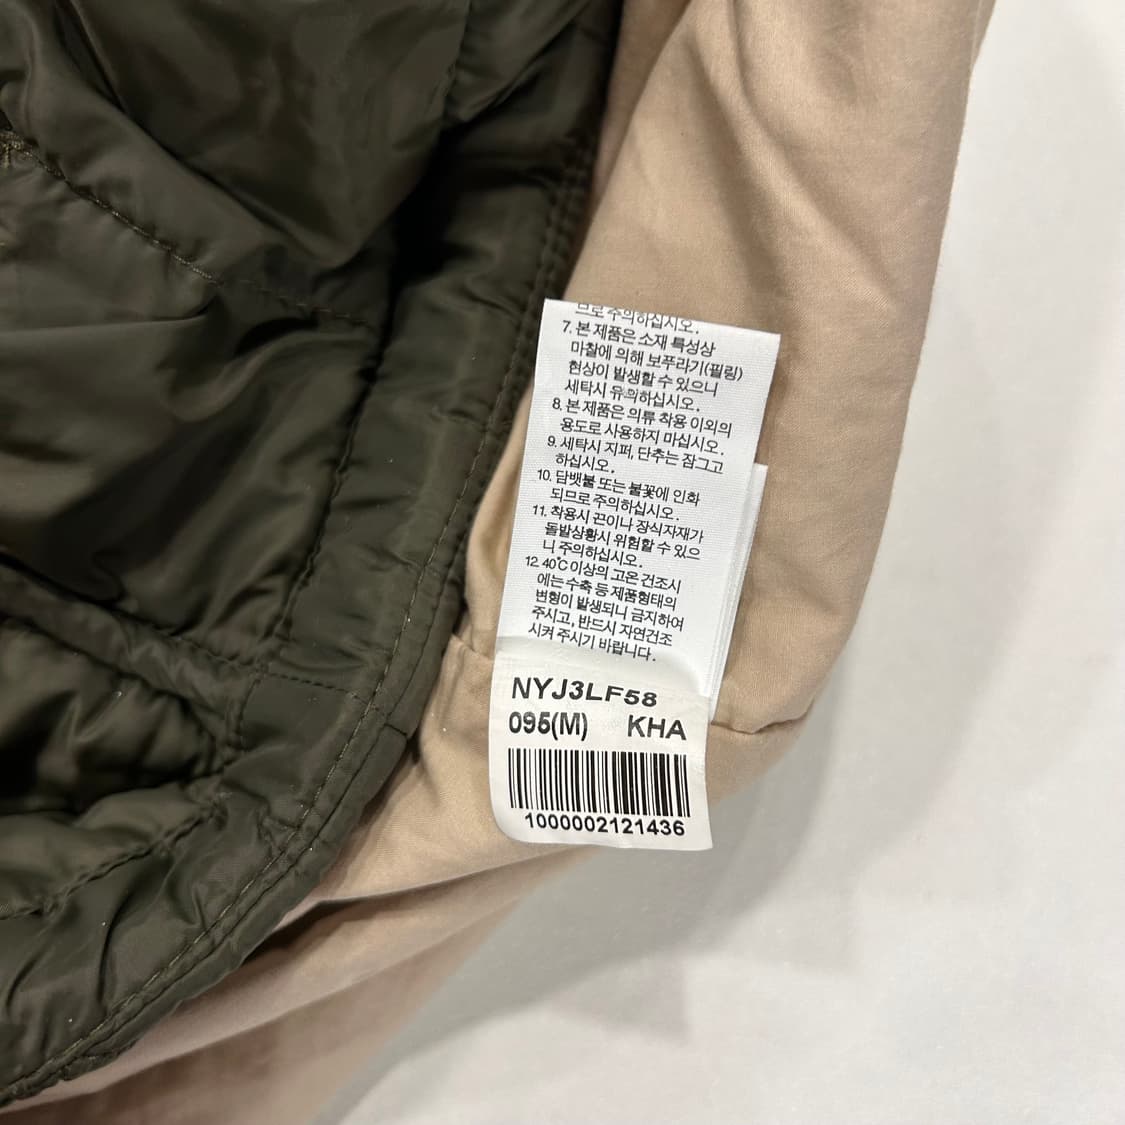 므로 주의하십시오.
7. 본 제품은 소재 특성상
마찰에 의해 보푸라기(필링)
현상이 발생할 수 있으니
세탁시 유의하십시오.
8. 본 제품은 의류 착용 이외의
용도로 사용하지 마십시오.
9. 세탁시 지퍼, 단추는 잠그고
하십시오.
10. 담뱃불 또는 불꽃에 인화
되므로 주의하십시오.
11. 착용시 끈이나 장식자재가
돌발상황시 위험할 수 있으
니 주의하십시오.
12. 40℃이상의 고온 건조시
에는 수축 등 제품형태의
변형이 발생되니 금지하여
주시고, 반드시 자연건조
시켜 주시기 바랍니다.
NYJ3LF58
095(M) KHA
1000002121436